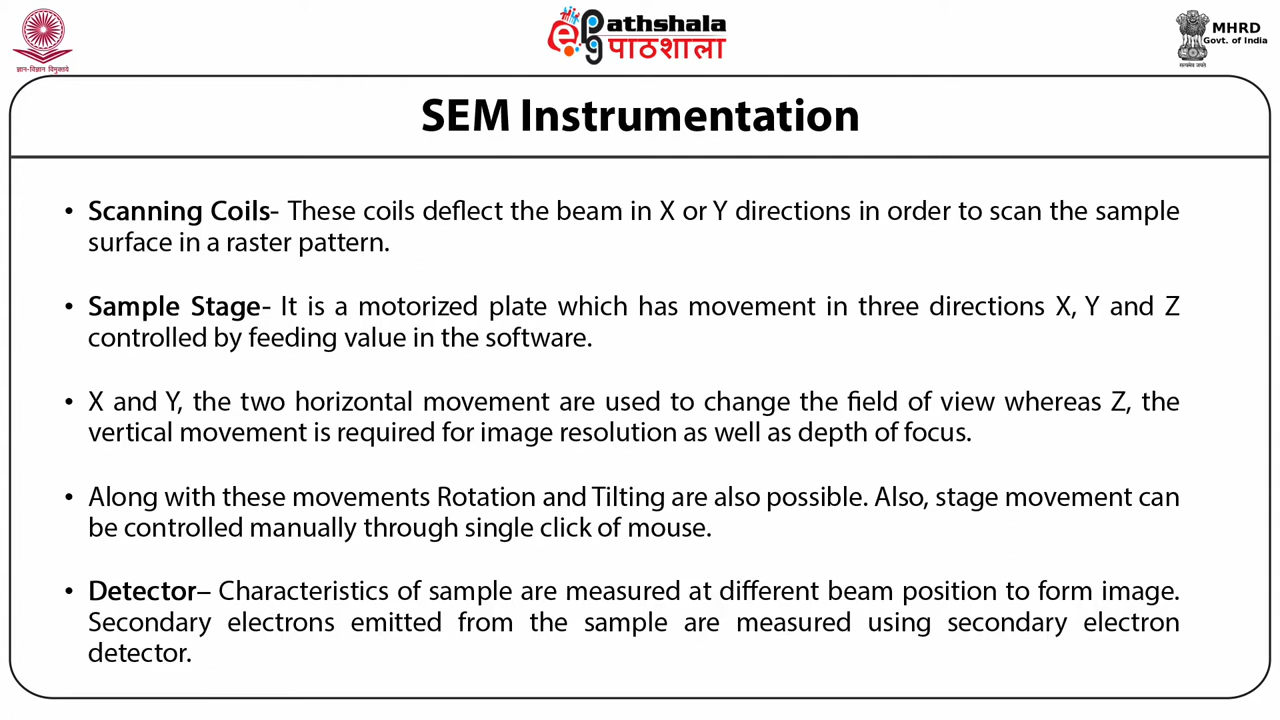 ज्ञान-विज्ञान विमुक्तये
ePathshala
पाठशाला
MHRD
Govt. of India
सत्यमेव जयते
SEM Instrumentation
• Scanning Coils- These coils deflect the beam in X or Y directions in order to scan the sample
surface in a raster pattern.
• Sample Stage- It is a motorized plate which has movement in three directions X, Y and Z
controlled by feeding value in the software.
• X and Y, the two horizontal movement are used to change the field of view whereas Z, the
vertical movement is required for image resolution as well as depth of focus.
• Along with these movements Rotation and Tilting are also possible. Also, stage movement can
be controlled manually through single click of mouse.
• Detector– Characteristics of sample are measured at different beam position to form image.
Secondary electrons emitted from the sample are measured using secondary electron
detector.